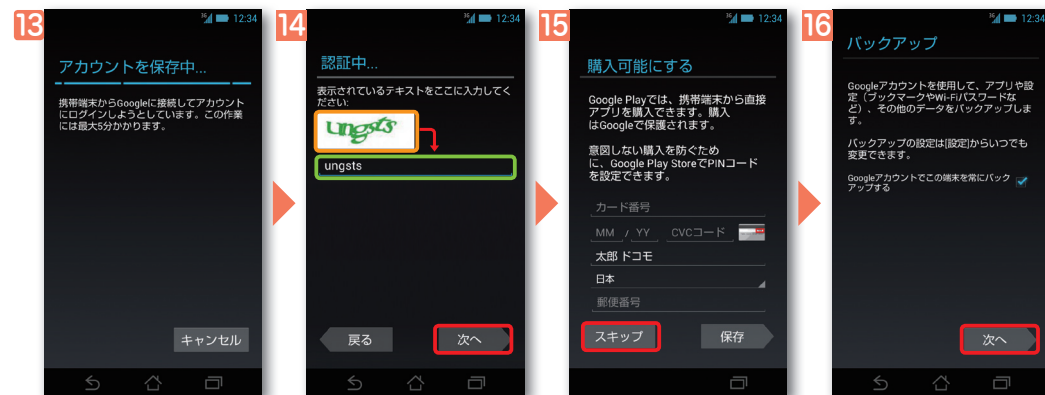 13
3G 12:34
アカウントを保存中...
携帯端末からGoogleに接続してアカウント
にログインしようとしています。この作業
には最大5分かかります。
キャンセル
14
3G 12:34
認証中...
表示されているテキストをここに入力してく
ださい:
ungsts
ungsts
戻る
次へ
15
3G 12:34
購入可能にする
Google Playでは、携帯端末から直接
アプリを購入できます。購入
はGoogleで保護されます。
意図しない購入を防ぐため
に、Google Play StoreでPINコード
を設定できます。
カード番号
MM / YY CVCコード
太郎 ドコモ
日本
郵便番号
スキップ
保存
16
3G 12:34
バックアップ
Googleアカウントを使用して、アプリや設
定（ブックマークやWi-Fiパスワードな
ど）、その他のデータをバックアップしま
す。
バックアップの設定は[設定]からいつでも
変更できます。
Googleアカウントでこの端末を常にバック
アップする
次へ